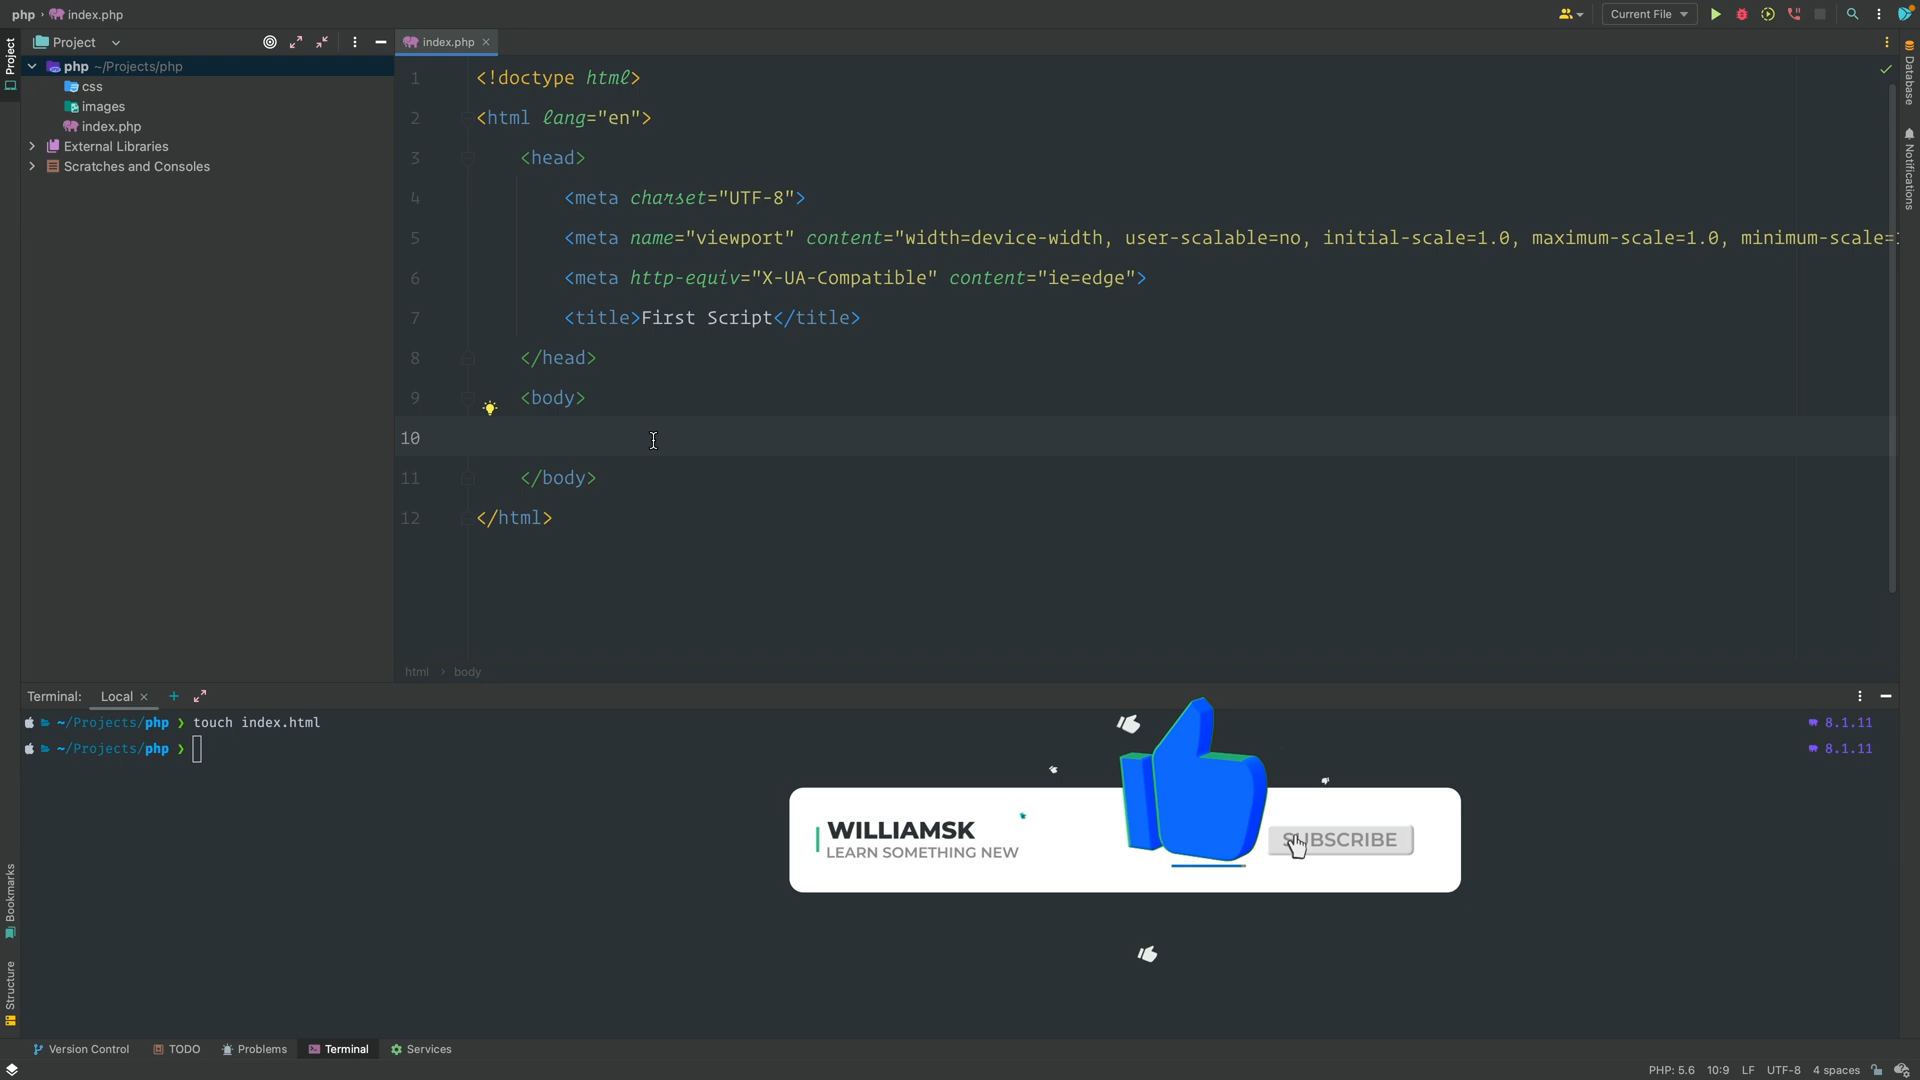 php › index.php
Current File
Project
Project
php ~/Projects/php
css
images
index.php
External Libraries
Scratches and Consoles
index.php
1 <!doctype html>
2 <html lang="en">
3 <head>
4 <meta charset="UTF-8">
5 <meta name="viewport" content="width=device-width, user-scalable=no, initial-scale=1.0, maximum-scale=1.0, minimum-scale=
6 <meta http-equiv="X-UA-Compatible" content="ie=edge">
7 <title>First Script</title>
8 </head>
9 <body>
10
11 </body>
12 </html>
html › body
Database
Notifications
Terminal: Local
~/Projects/php ❯ touch index.html 8.1.11
~/Projects/php ❯ 8.1.11
WILLIAMSK
LEARN SOMETHING NEW
SUBSCRIBE
Bookmarks
Structure
Version Control TODO Problems Terminal Services
PHP: 5.6 10:9 LF UTF-8 4 spaces